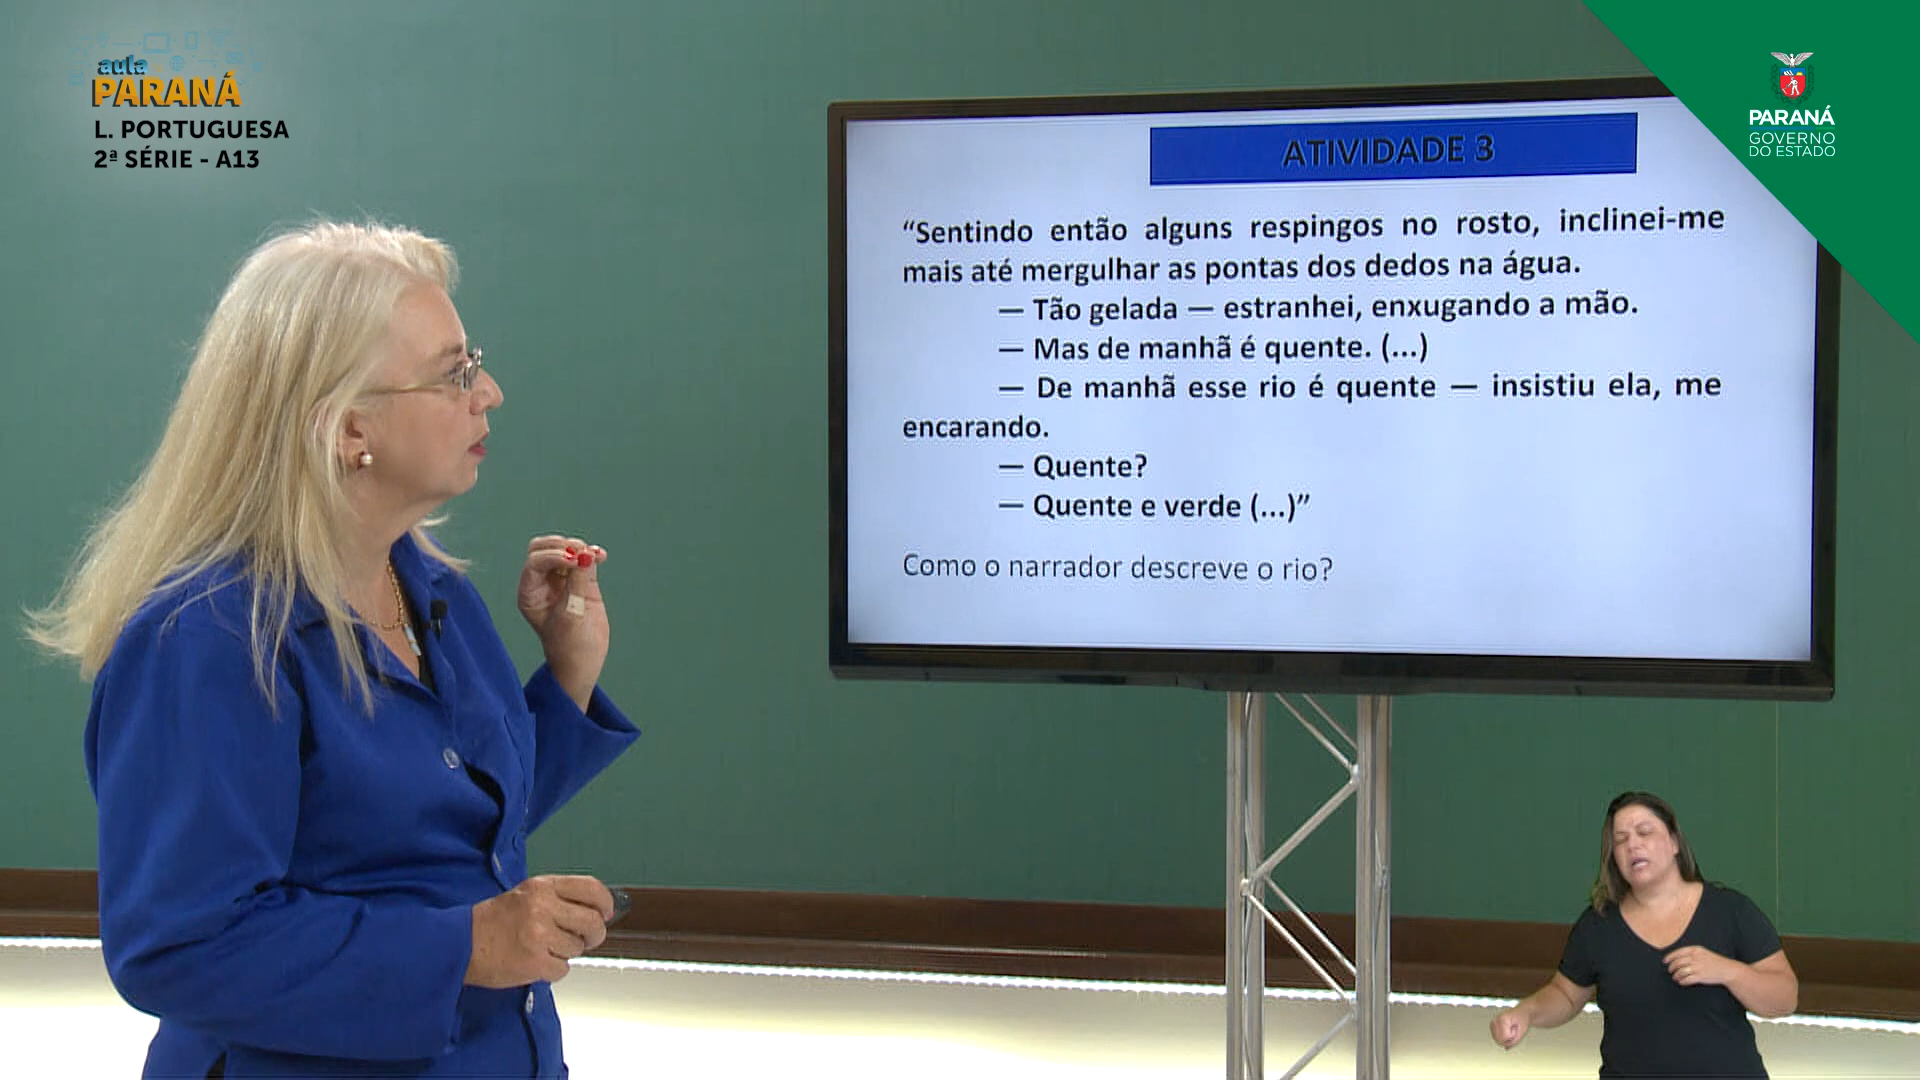 aula
PARANÁ
L. PORTUGUESA
2ª SÉRIE - A13
PARANÁ
GOVERNO
DO ESTADO
ATIVIDADE 3
“Sentindo então alguns respingos no rosto, inclinei-me
mais até mergulhar as pontas dos dedos na água.
— Tão gelada — estranhei, enxugando a mão.
— Mas de manhã é quente. (...)
— De manhã esse rio é quente — insistiu ela, me
encarando.
— Quente?
— Quente e verde (...)”
Como o narrador descreve o rio?